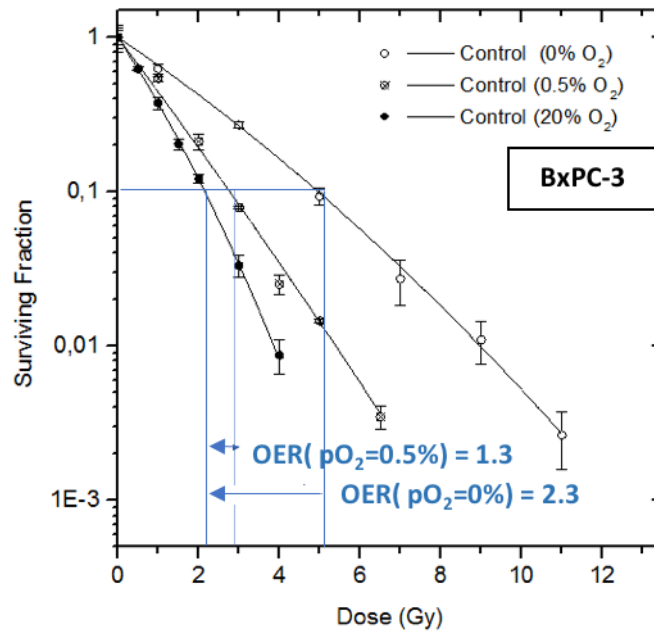 1
Control (0% O₂)
Control (0.5% O₂)
Control (20% O₂)
BxPC-3
0,1
Surviving Fraction
0,01
OER( pO₂=0.5%) = 1.3
OER( pO₂=0%) = 2.3
1E-3
0 2 4 6 8 10 12
Dose (Gy)